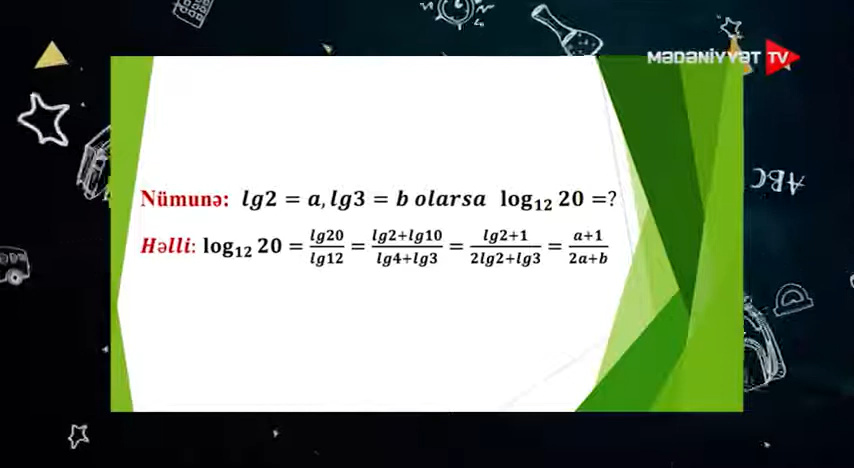 MƏDƏNİYYƏT TV
ABC
Nümunə: lg2 = a, lg3 = b olarsa log₁₂ 20 =?
Həlli: log₁₂ 20 = lg20/lg12 = lg2+lg10/lg4+lg3 = lg2+1/2lg2+lg3 = a+1/2a+b